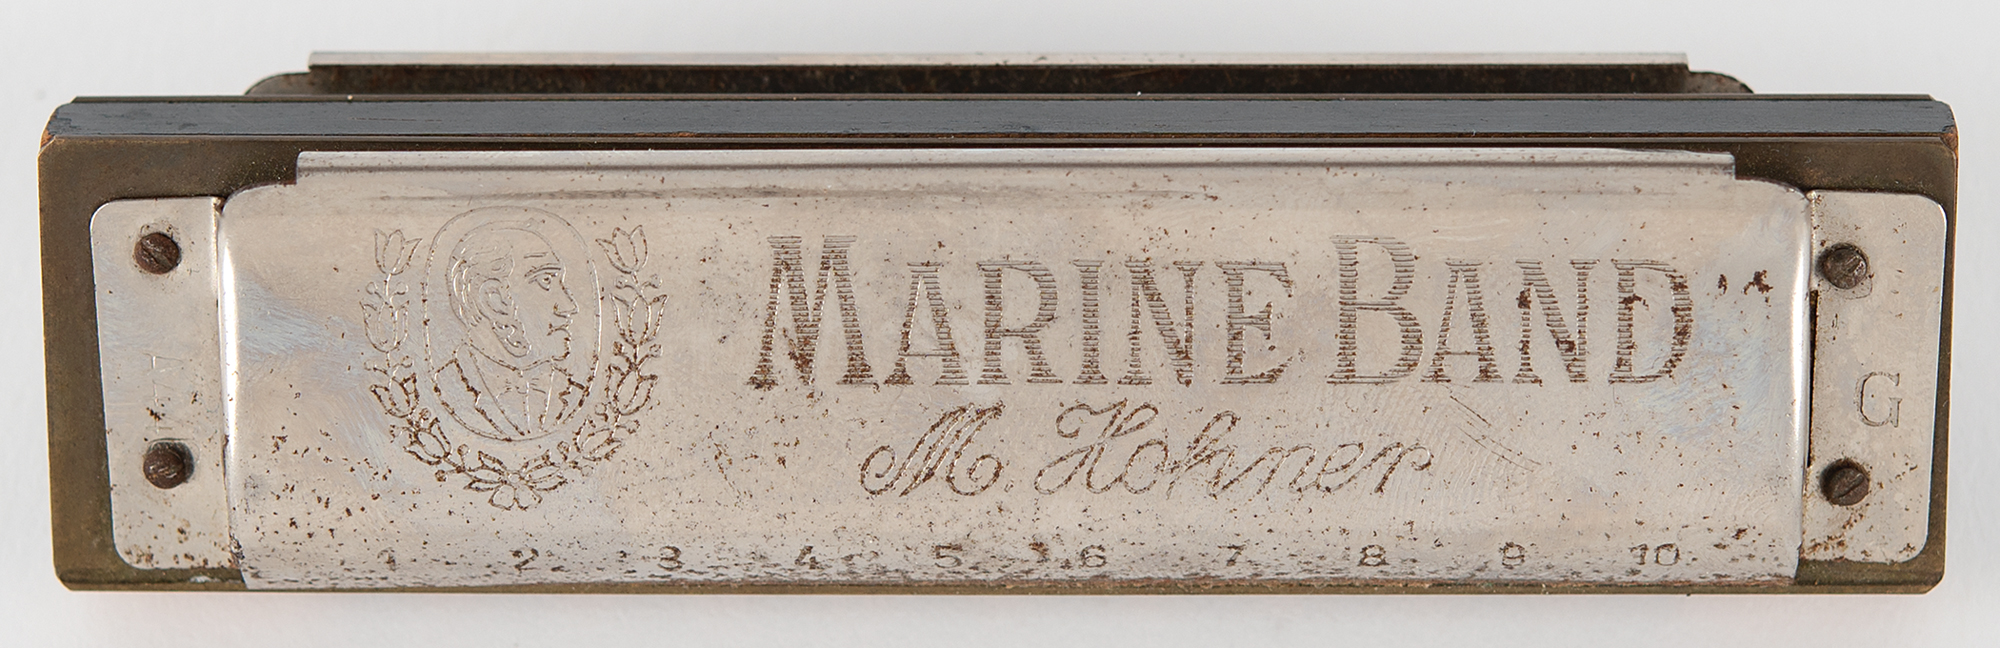 MARINE BAND
M. Hohner
G
1 2 3 4 5 6 7 8 9 10